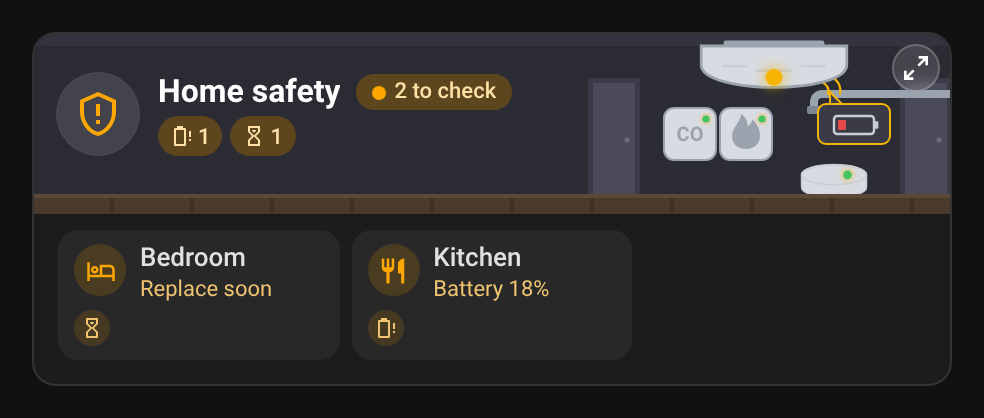 Home safety
2 to check
1
1
CO
Bedroom
Replace soon
Kitchen
Battery 18%